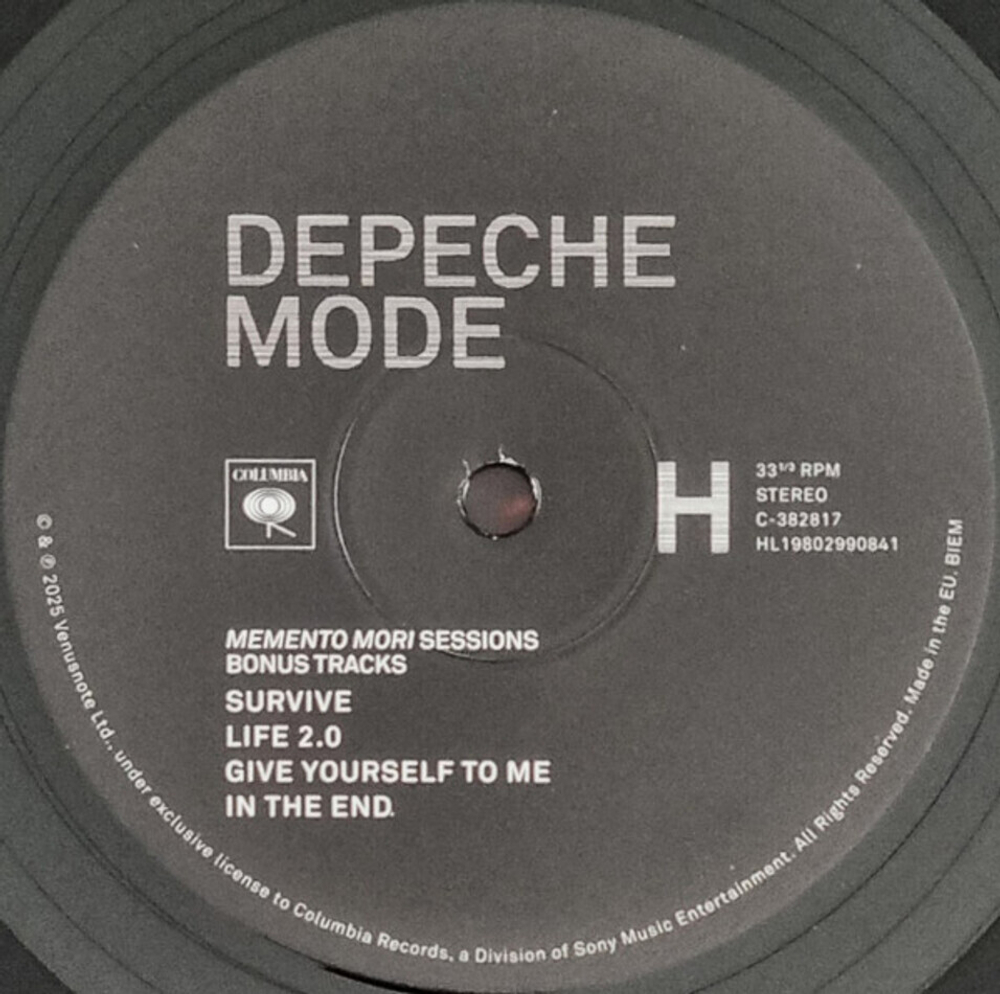 DEPECHE
MODE
COLUMBIA
H
33¹/³ RPM
STEREO
C-382817
HL19802990841
MEMENTO MORI SESSIONS
BONUS TRACKS
SURVIVE
LIFE 2.0
GIVE YOURSELF TO ME
IN THE END
© & ℗ 2025 Venusnote Ltd., under exclusive license to Columbia Records, a Division of Sony Music Entertainment. All Rights Reserved. Made in the EU. BIEM